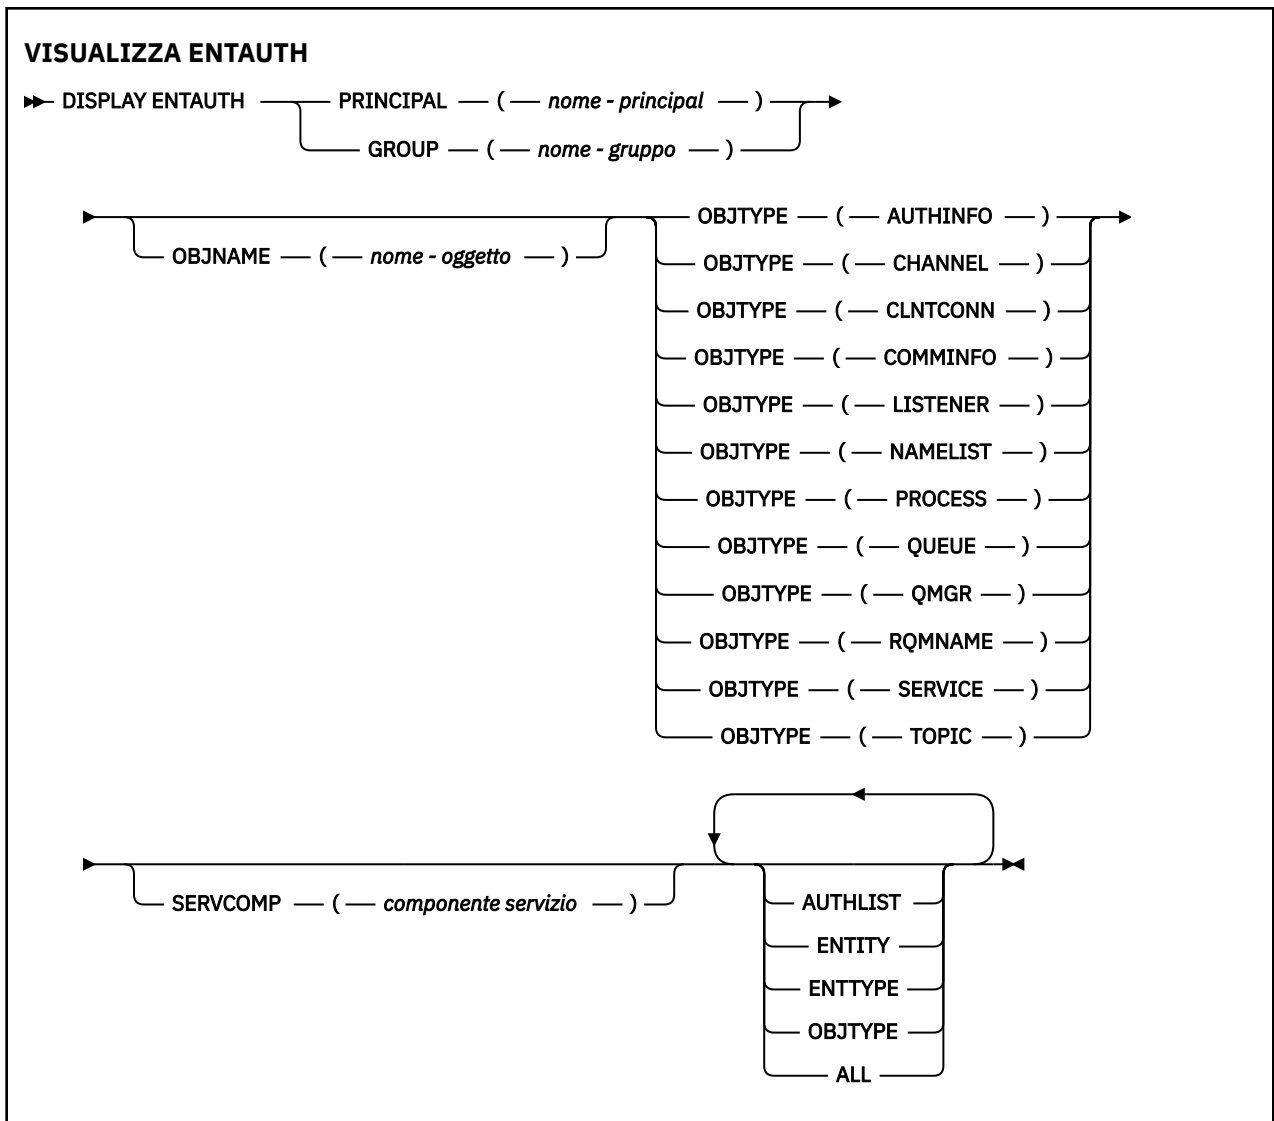 VISUALIZZA ENTAUTH
DISPLAY ENTAUTH PRINCIPAL ( nome - principal )
GROUP ( nome - gruppo )
OBJTYPE ( AUTHINFO )
OBJNAME ( nome - oggetto )
OBJTYPE ( CHANNEL )
OBJTYPE ( CLNTCONN )
OBJTYPE ( COMMINFO )
OBJTYPE ( LISTENER )
OBJTYPE ( NAMELIST )
OBJTYPE ( PROCESS )
OBJTYPE ( QUEUE )
OBJTYPE ( QMGR )
OBJTYPE ( RQMNAME )
OBJTYPE ( SERVICE )
OBJTYPE ( TOPIC )
SERVCOMP ( componente servizio )
AUTHLIST
ENTITY
ENTTYPE
OBJTYPE
ALL